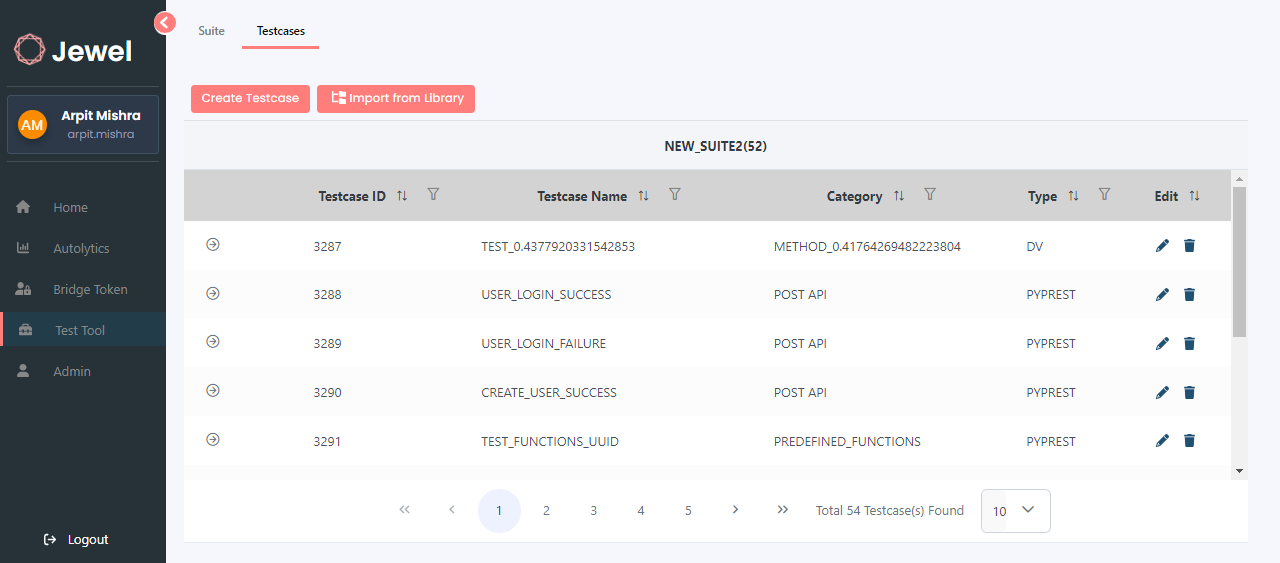 Jewel
AM
Arpit Mishra
arpit.mishra
Home
Autolytics
Bridge Token
Test Tool
Admin
Logout
Suite Testcases
Create Testcase Import from Library
NEW_SUITE2(52)
Testcase ID Testcase Name Category Type Edit
3287 TEST_0.4377920331542853 METHOD_0.41764269482223804 DV
3288 USER_LOGIN_SUCCESS POST API PYPREST
3289 USER_LOGIN_FAILURE POST API PYPREST
3290 CREATE_USER_SUCCESS POST API PYPREST
3291 TEST_FUNCTIONS_UUID PREDEFINED_FUNCTIONS PYPREST
1 2 3 4 5 Total 54 Testcase(s) Found 10